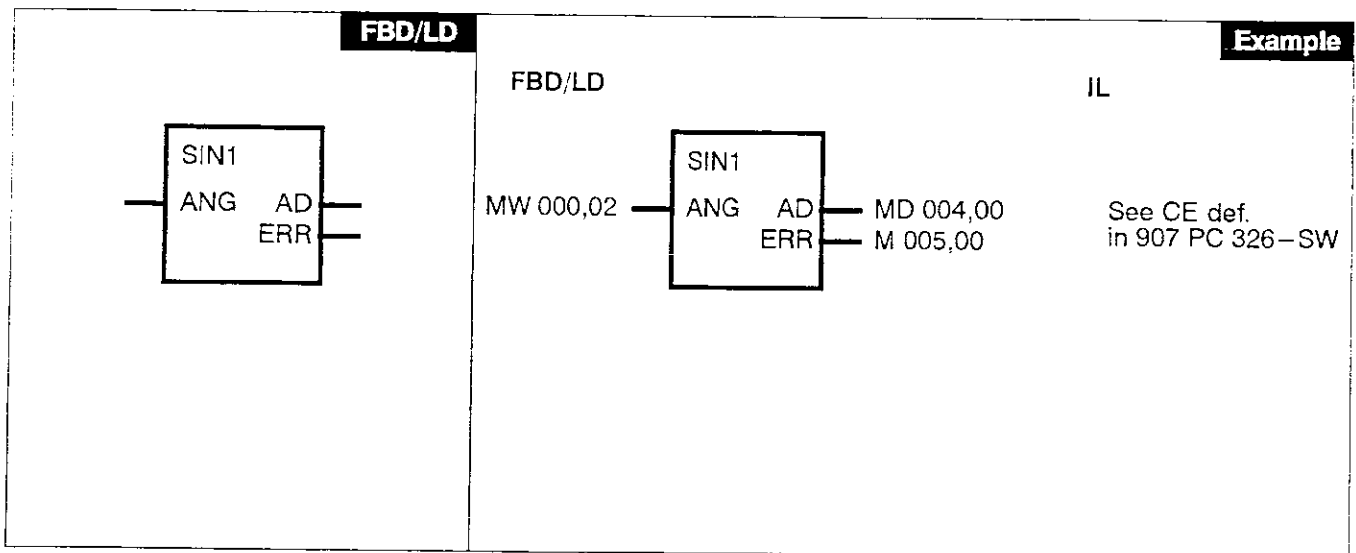 FBD/LD
SIN1
ANG AD
ERR
Example
FBD/LD
IL
SIN1
MW 000,02 ANG AD MD 004,00
ERR M 005,00
See CE def.
in 907 PC 326-SW